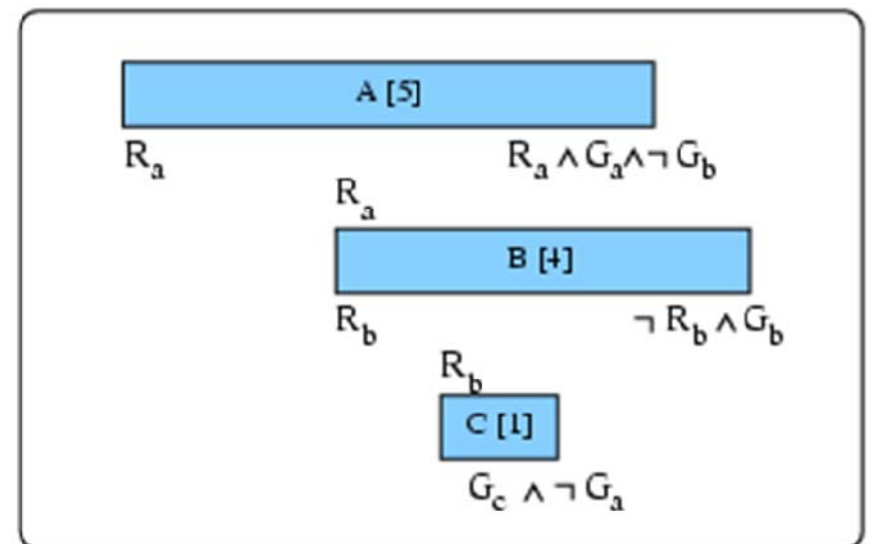 A [5]
Ra Ra ∧ Ga ∧ ¬ Gb
Ra
B [4]
Rb ¬ Rb ∧ Gb
Rb
C [1]
Gc ∧ ¬ Ga